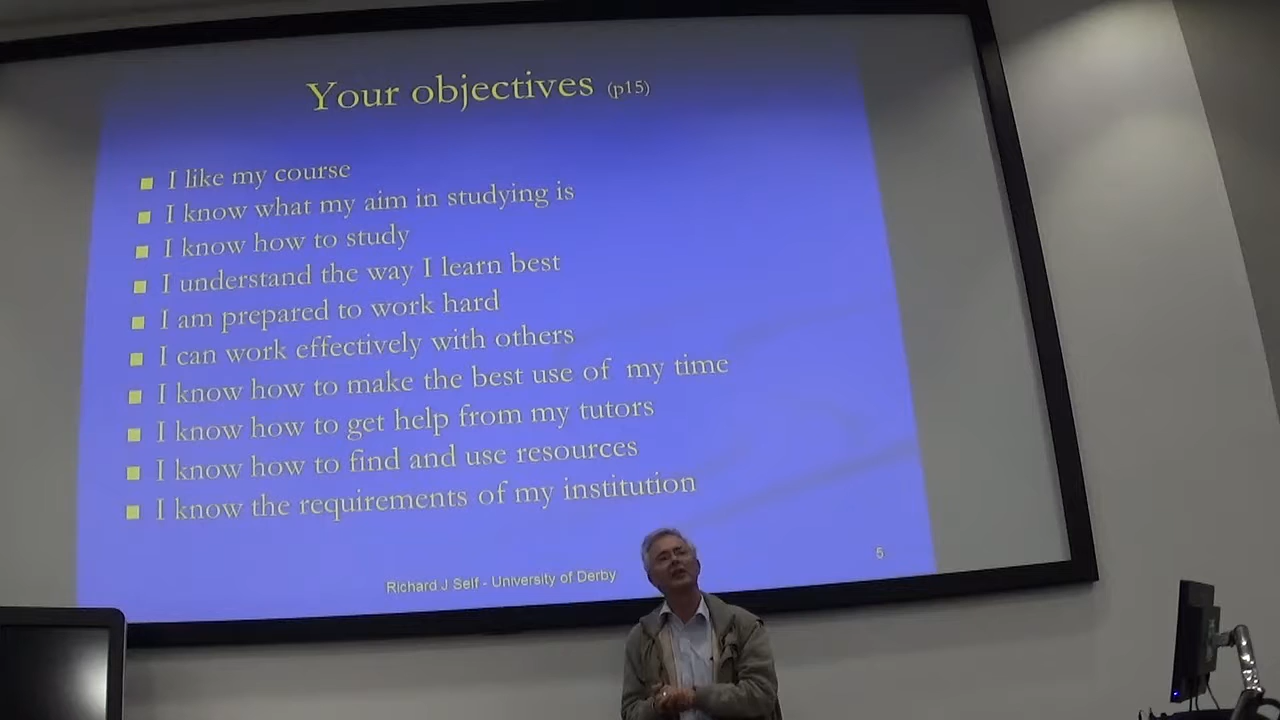 Your objectives (p15)
I like my course
I know what my aim in studying is
I know how to study
I understand the way I learn best
I am prepared to work hard
I can work effectively with others
I know how to make the best use of my time
I know how to get help from my tutors
I know how to find and use resources
I know the requirements of my institution
Richard J Self - University of Derby
5